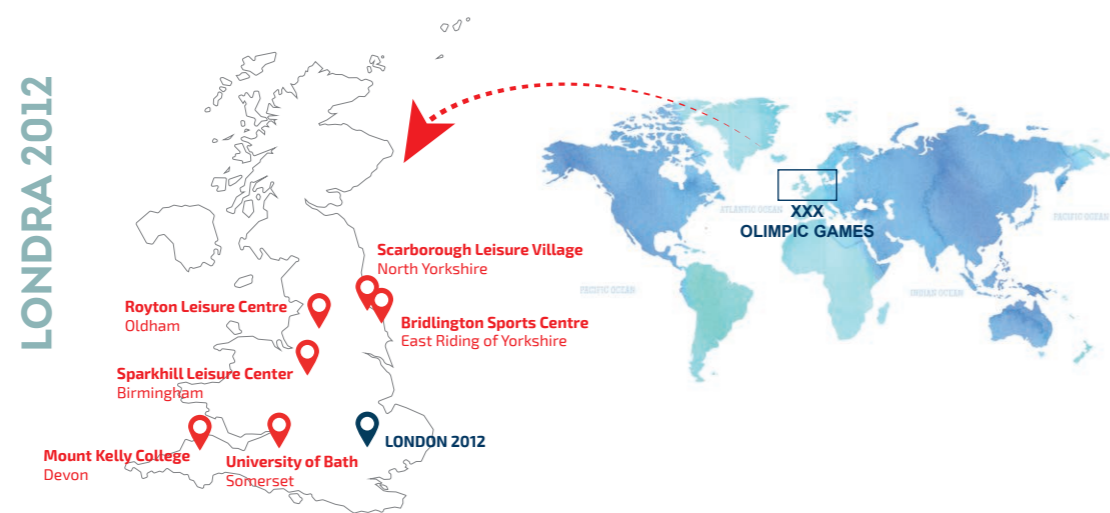 LONDRA 2012
Scarborough Leisure Village
North Yorkshire
Royton Leisure Centre
Oldham
Bridlington Sports Centre
East Riding of Yorkshire
Sparkhill Leisure Center
Birmingham
Mount Kelly College
Devon
University of Bath
Somerset
LONDON 2012
ATLANTIC OCEAN
XXX
OLIMPIC GAMES
PACIFIC OCEAN
PACIFIC OCEAN
INDIAN OCEAN